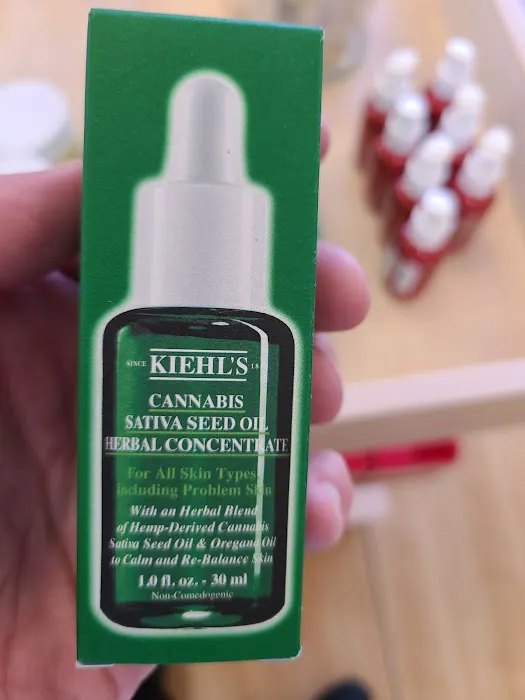 SINCE KIEHL'S 18
CANNABIS
SATIVA SEED OIL
HERBAL CONCENTRATE
For All Skin Types
including Problem Skin
With an Herbal Blend
of Hemp-Derived Cannabis
Sativa Seed Oil & Oregano Oil
to Calm and Re-Balance Skin
1.0 fl. oz. - 30 ml
Non-Comedogenic